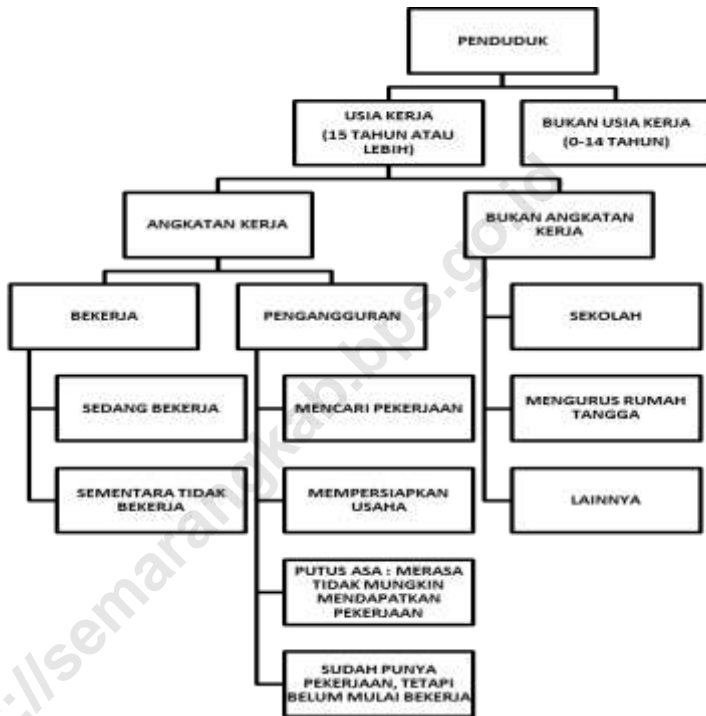 PENDUDUK
USIA KERJA
(15 TAHUN ATAU
LEBIH)
BUKAN USIA KERJA
(0-14 TAHUN)
ANGKATAN KERJA
BUKAN ANGKATAN
KERJA
BEKERJA
PENGANGGURAN
SEKOLAH
SEDANG BEKERJA
MENCARI PEKERJAAN
MENGURUS RUMAH
TANGGA
SEMENTARA TIDAK
BEKERJA
MEMPERSIAPKAN
USAHA
LAINNYA
PUTUS ASA : MERASA
TIDAK MUNGKIN
MENDAPATKAN
PEKERJAAN
SUDAH PUNYA
PEKERJAAN, TETAPI
BELUM MULAI BEKERJA
://semarangkab.bps.go.id